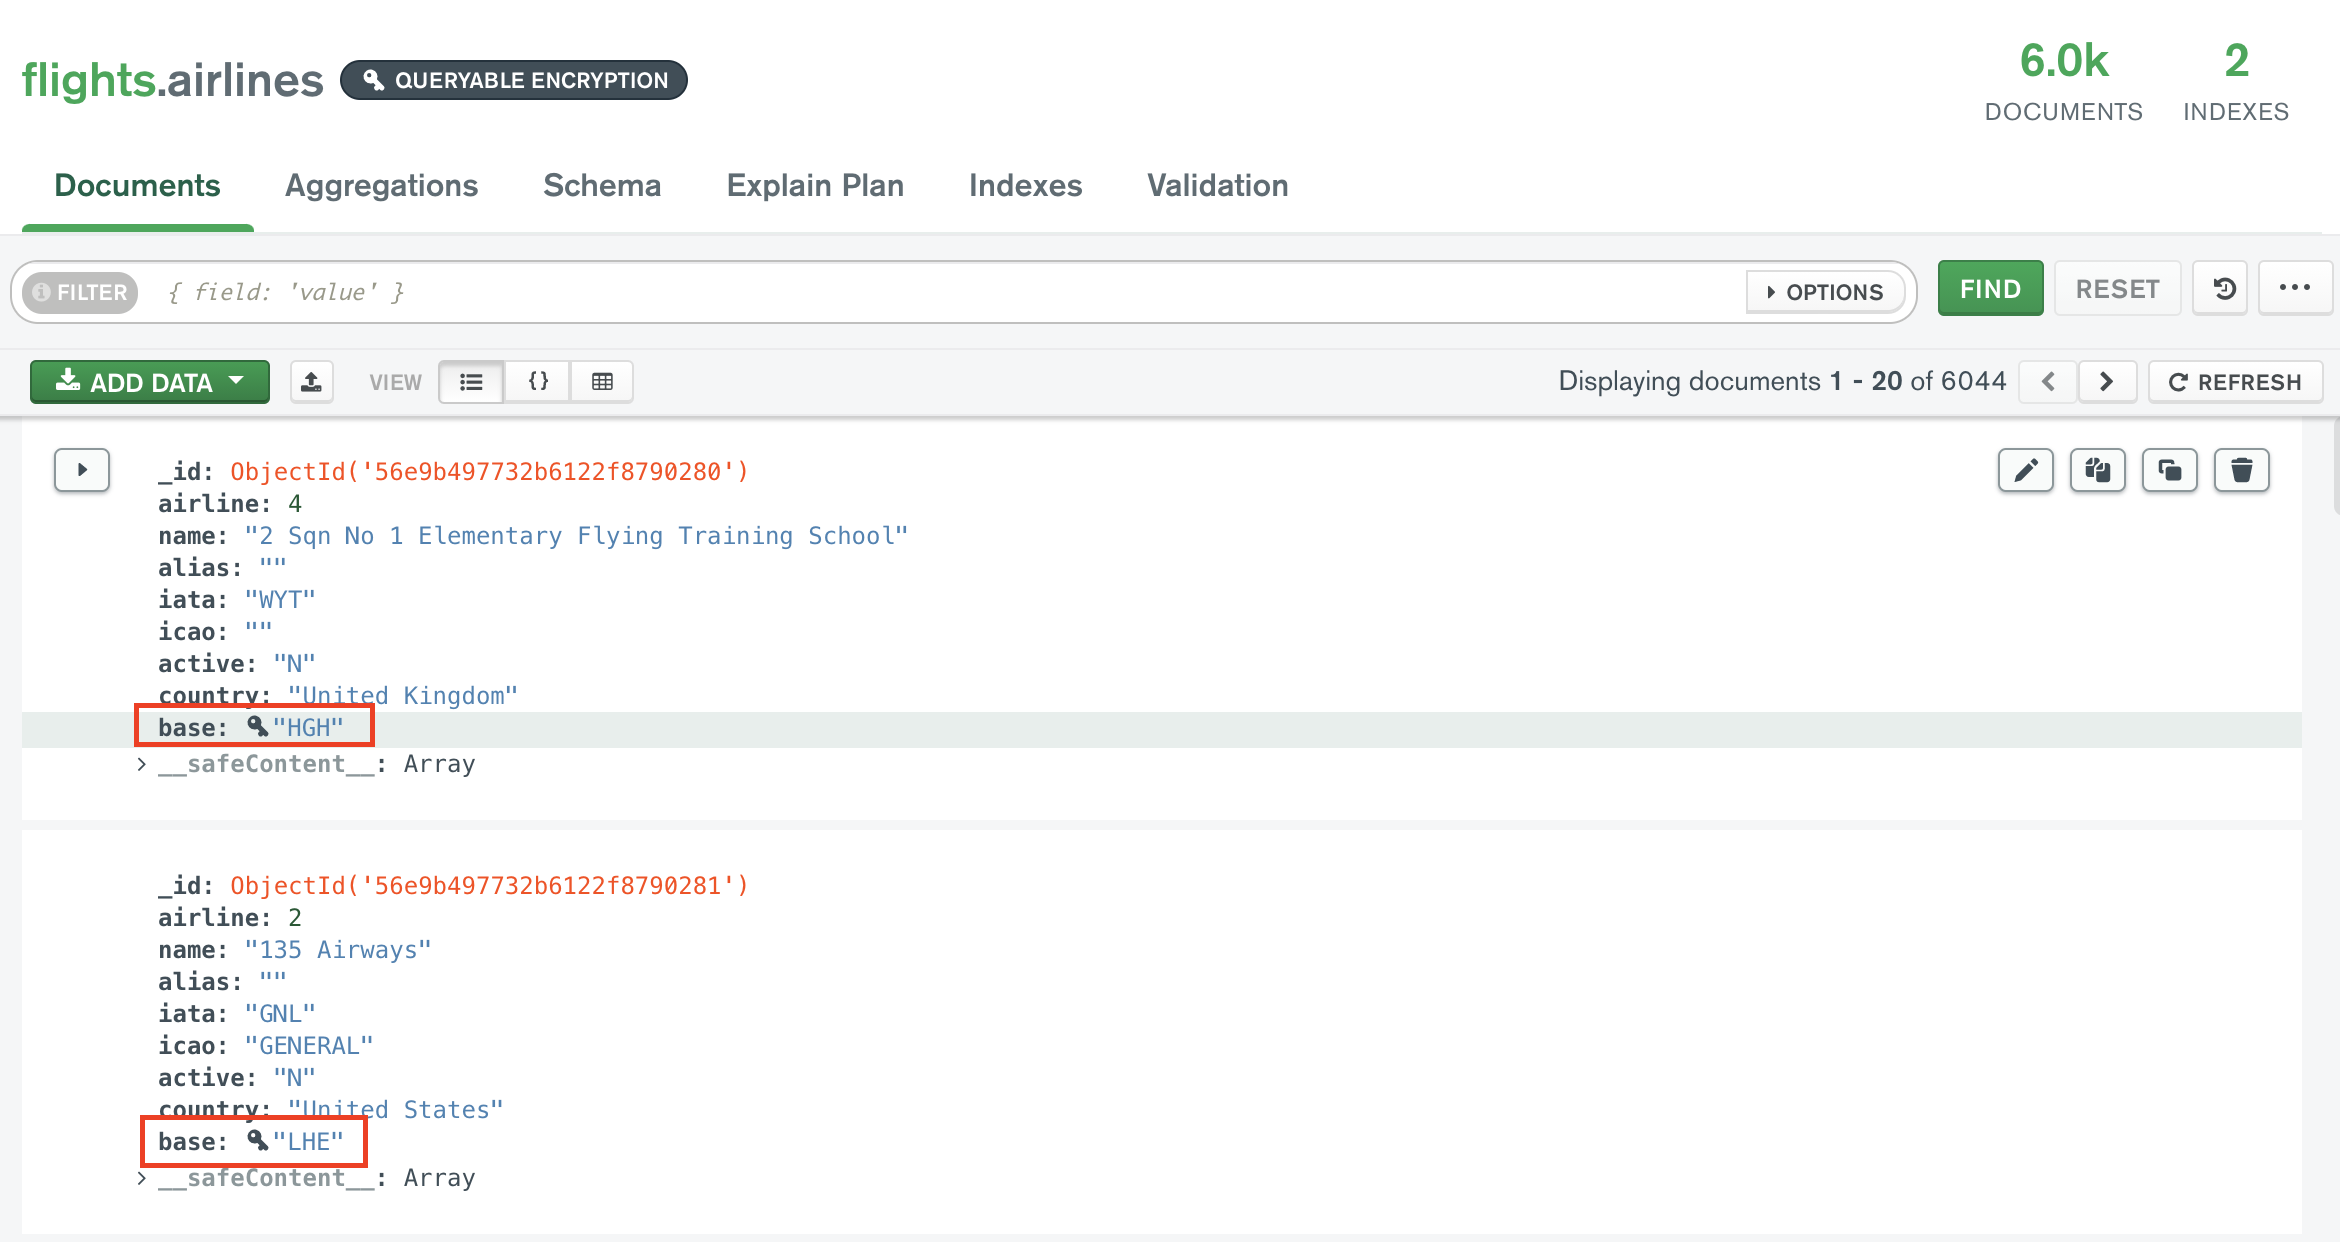 flights.airlines QUERYABLE ENCRYPTION
6.0k 2
DOCUMENTS INDEXES
Documents Aggregations Schema Explain Plan Indexes Validation
FILTER { field: 'value' } OPTIONS FIND RESET
ADD DATA VIEW {} Displaying documents 1 - 20 of 6044 REFRESH
_id: ObjectId('56e9b497732b6122f8790280')
airline: 4
name: "2 Sqn No 1 Elementary Flying Training School"
alias: ""
iata: "WYT"
icao: ""
active: "N"
country: "United Kingdom"
base: "HGH"
__safeContent__: Array
_id: ObjectId('56e9b497732b6122f8790281')
airline: 2
name: "135 Airways"
alias: ""
iata: "GNL"
icao: "GENERAL"
active: "N"
country: "United States"
base: "LHE"
__safeContent__: Array